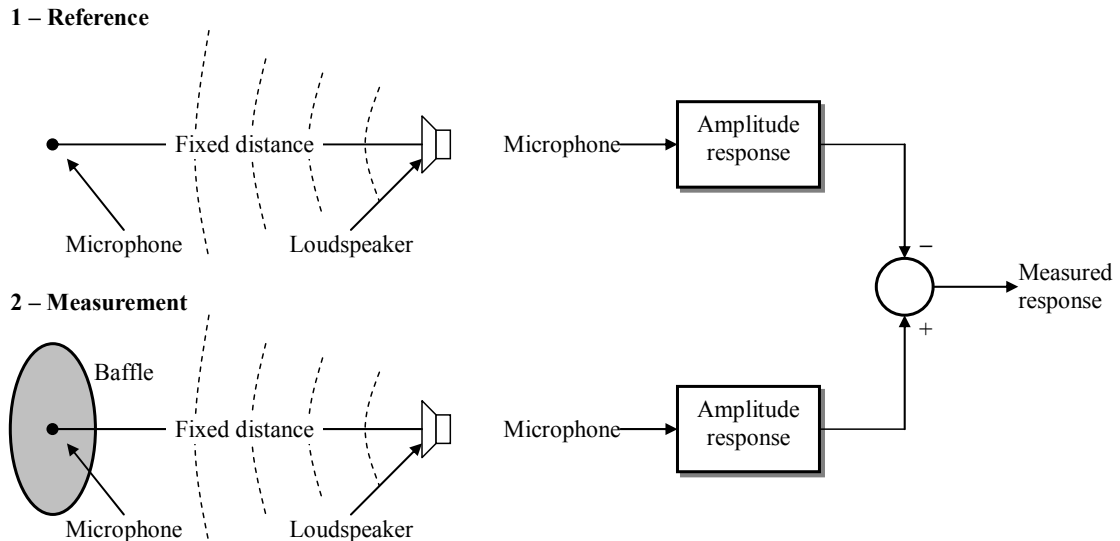 1 – Reference
Fixed distance
Microphone
Loudspeaker
Microphone
Amplitude
response
−
Measured
response
+
2 – Measurement
Baffle
Fixed distance
Microphone
Loudspeaker
Microphone
Amplitude
response